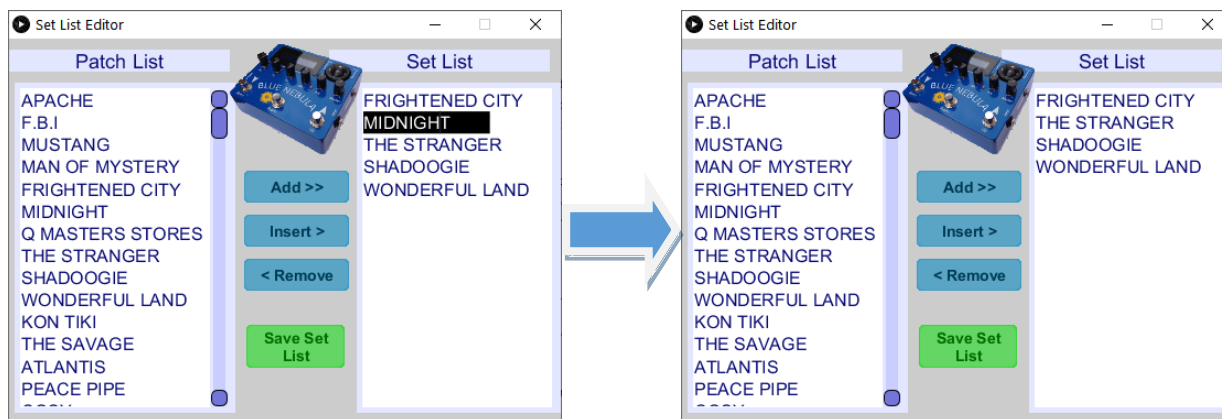 Set List Editor
Patch List
Set List
BLUE NEBULA
APACHE
F.B.I
MUSTANG
MAN OF MYSTERY
FRIGHTENED CITY
MIDNIGHT
Q MASTERS STORES
THE STRANGER
SHADOOGIE
WONDERFUL LAND
KON TIKI
THE SAVAGE
ATLANTIS
PEACE PIPE
Add >>
Insert >
< Remove
Save Set
List
FRIGHTENED CITY
MIDNIGHT
THE STRANGER
SHADOOGIE
WONDERFUL LAND
Set List Editor
Patch List
Set List
BLUE NEBULA
APACHE
F.B.I
MUSTANG
MAN OF MYSTERY
FRIGHTENED CITY
MIDNIGHT
Q MASTERS STORES
THE STRANGER
SHADOOGIE
WONDERFUL LAND
KON TIKI
THE SAVAGE
ATLANTIS
PEACE PIPE
Add >>
Insert >
< Remove
Save Set
List
FRIGHTENED CITY
THE STRANGER
SHADOOGIE
WONDERFUL LAND